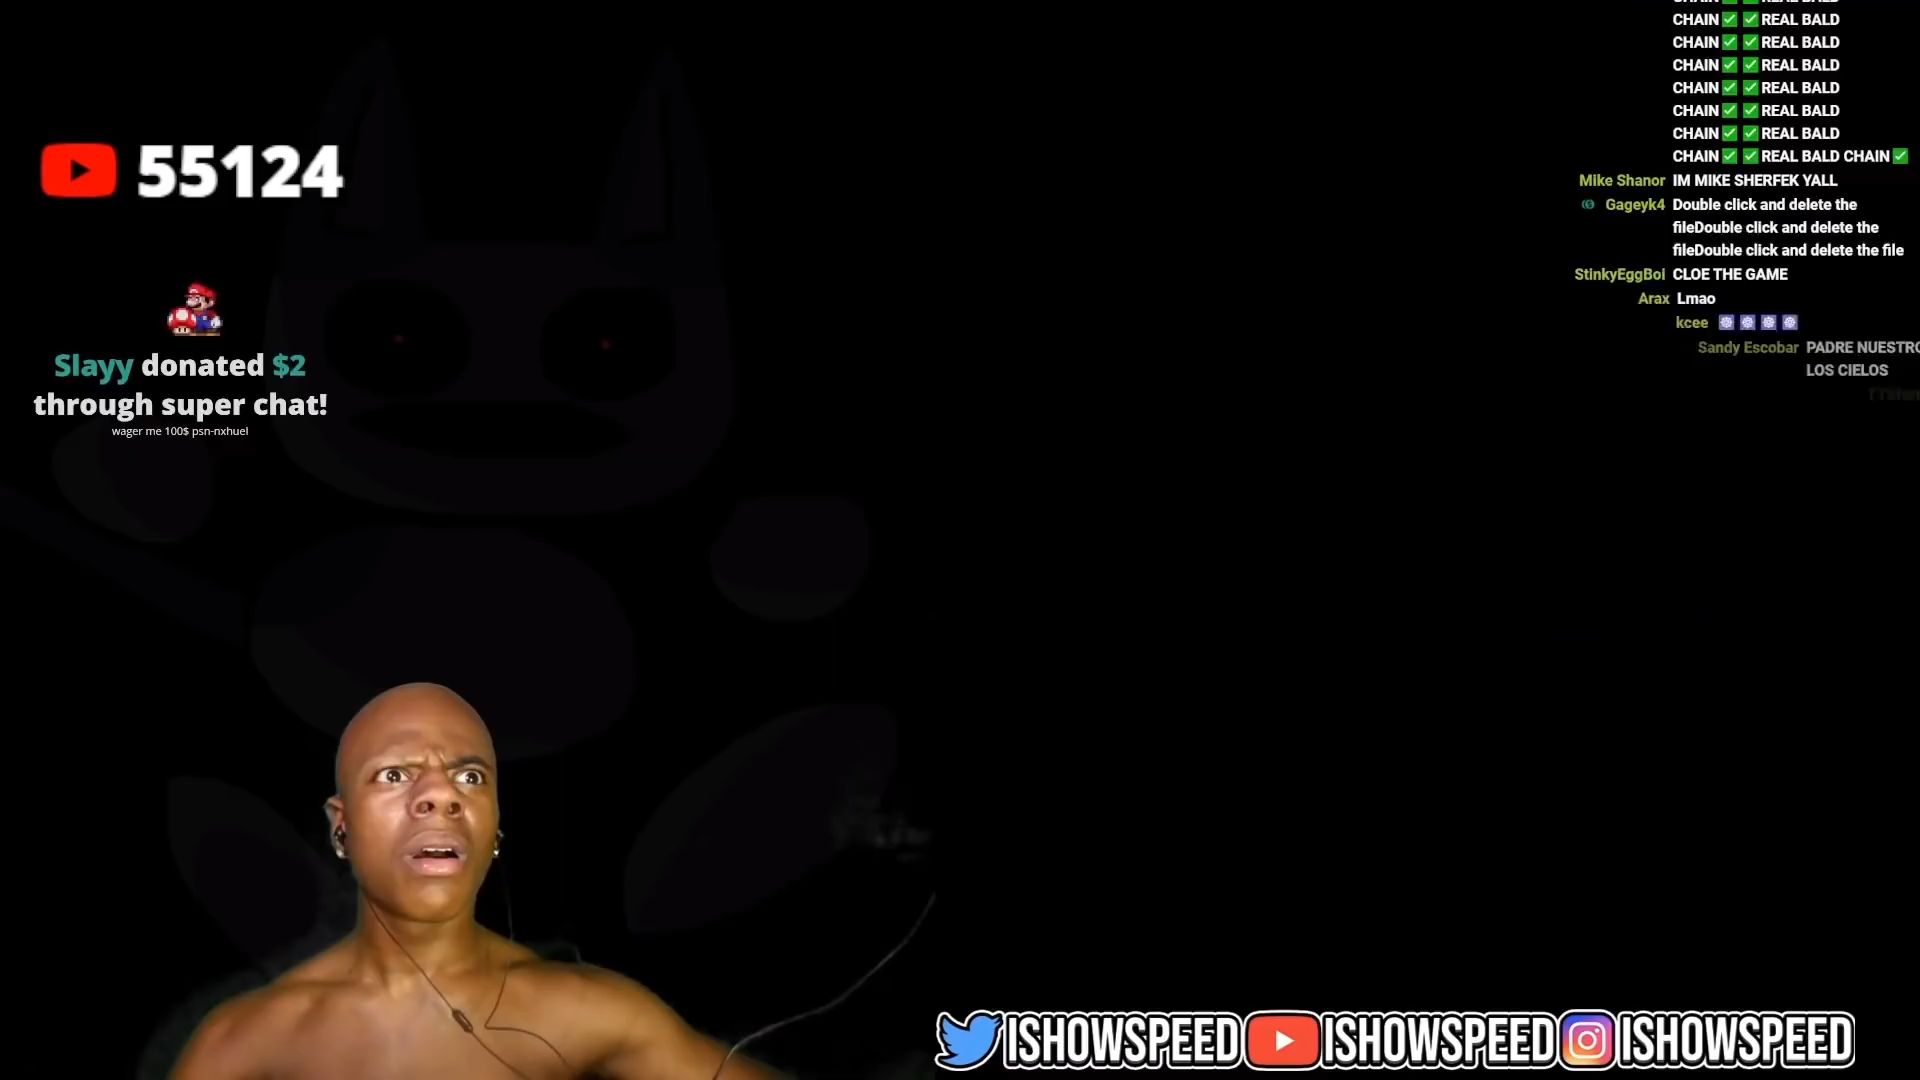 55124
Slayy donated $2
through super chat!
wager me 100$ psn-nxhuel
CHAIN✅ ✅REAL BALD
CHAIN✅ ✅REAL BALD
CHAIN✅ ✅REAL BALD
CHAIN✅ ✅REAL BALD
CHAIN✅ ✅REAL BALD
CHAIN✅ ✅REAL BALD
CHAIN✅ ✅REAL BALD
CHAIN✅ ✅REAL BALD CHAIN✅
Mike Shanor IM MIKE SHERFEK YALL
Gageyk4 Double click and delete the
fileDouble click and delete the
fileDouble click and delete the file
StinkyEggBoi CLOE THE GAME
Arax Lmao
kcee
Sandy Escobar PADRE NUESTRO
LOS CIELOS
ISHOWSPEED ISHOWSPEED ISHOWSPEED